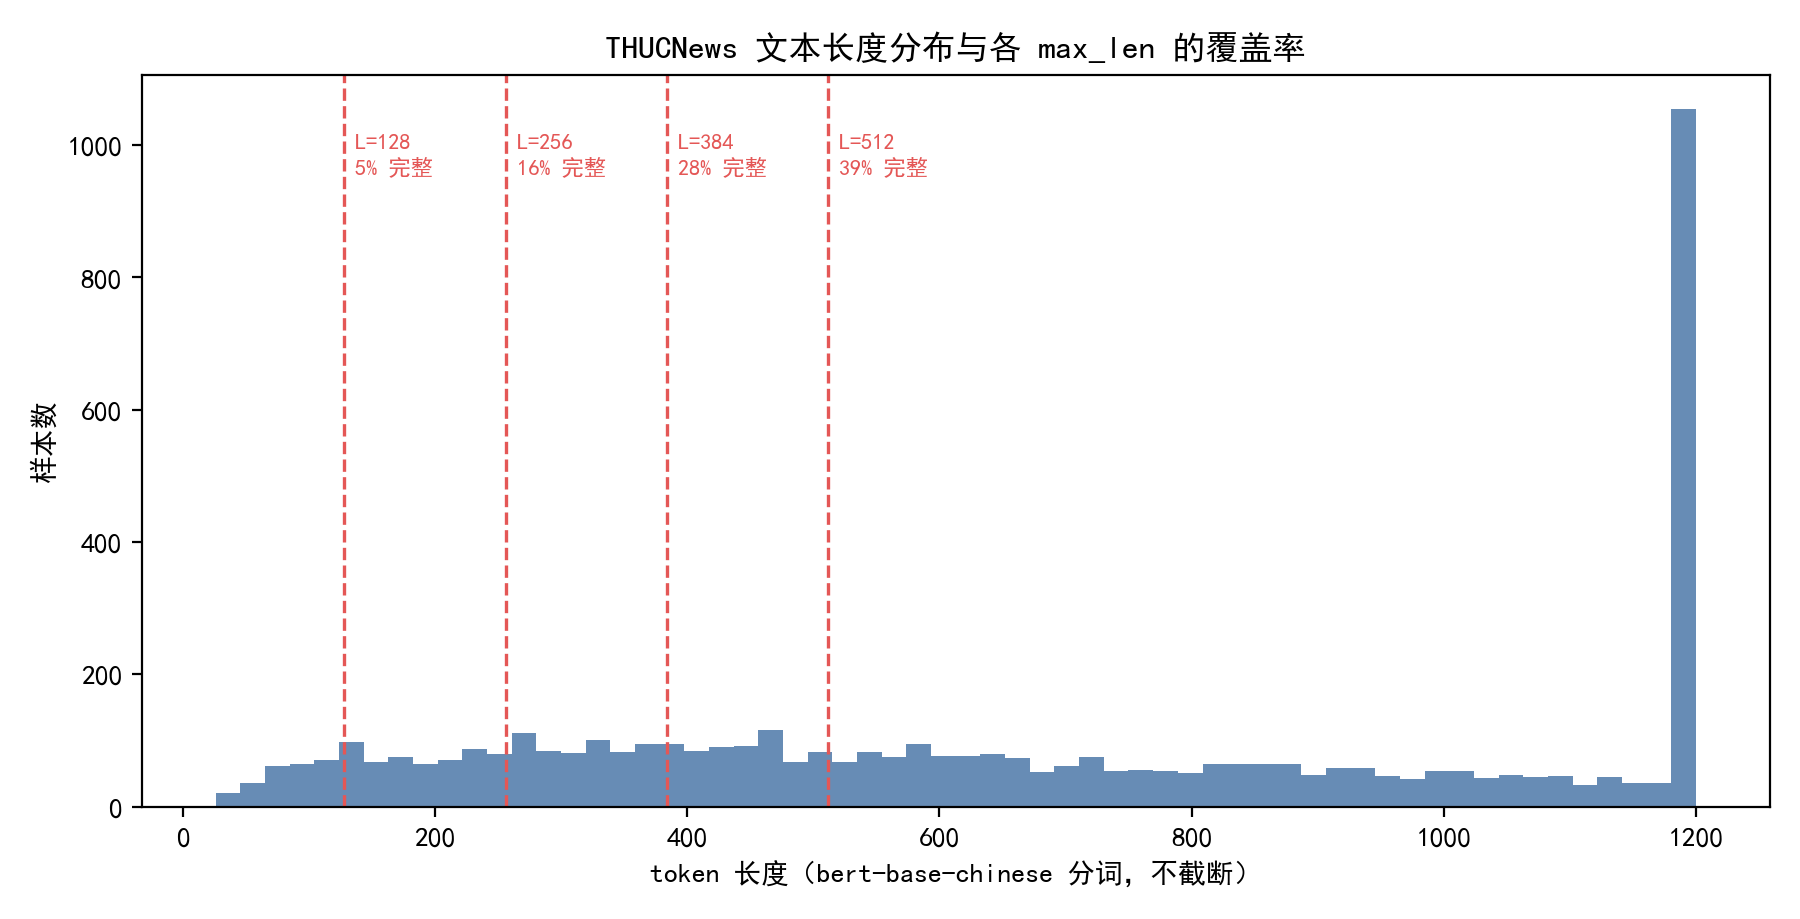 THUCNews 文本长度分布与各 max_len 的覆盖率
L=128
5% 完整
L=256
16% 完整
L=384
28% 完整
L=512
39% 完整
样本数
1000
800
600
400
200
0
0 200 400 600 800 1000 1200
token 长度（bert-base-chinese 分词，不截断）